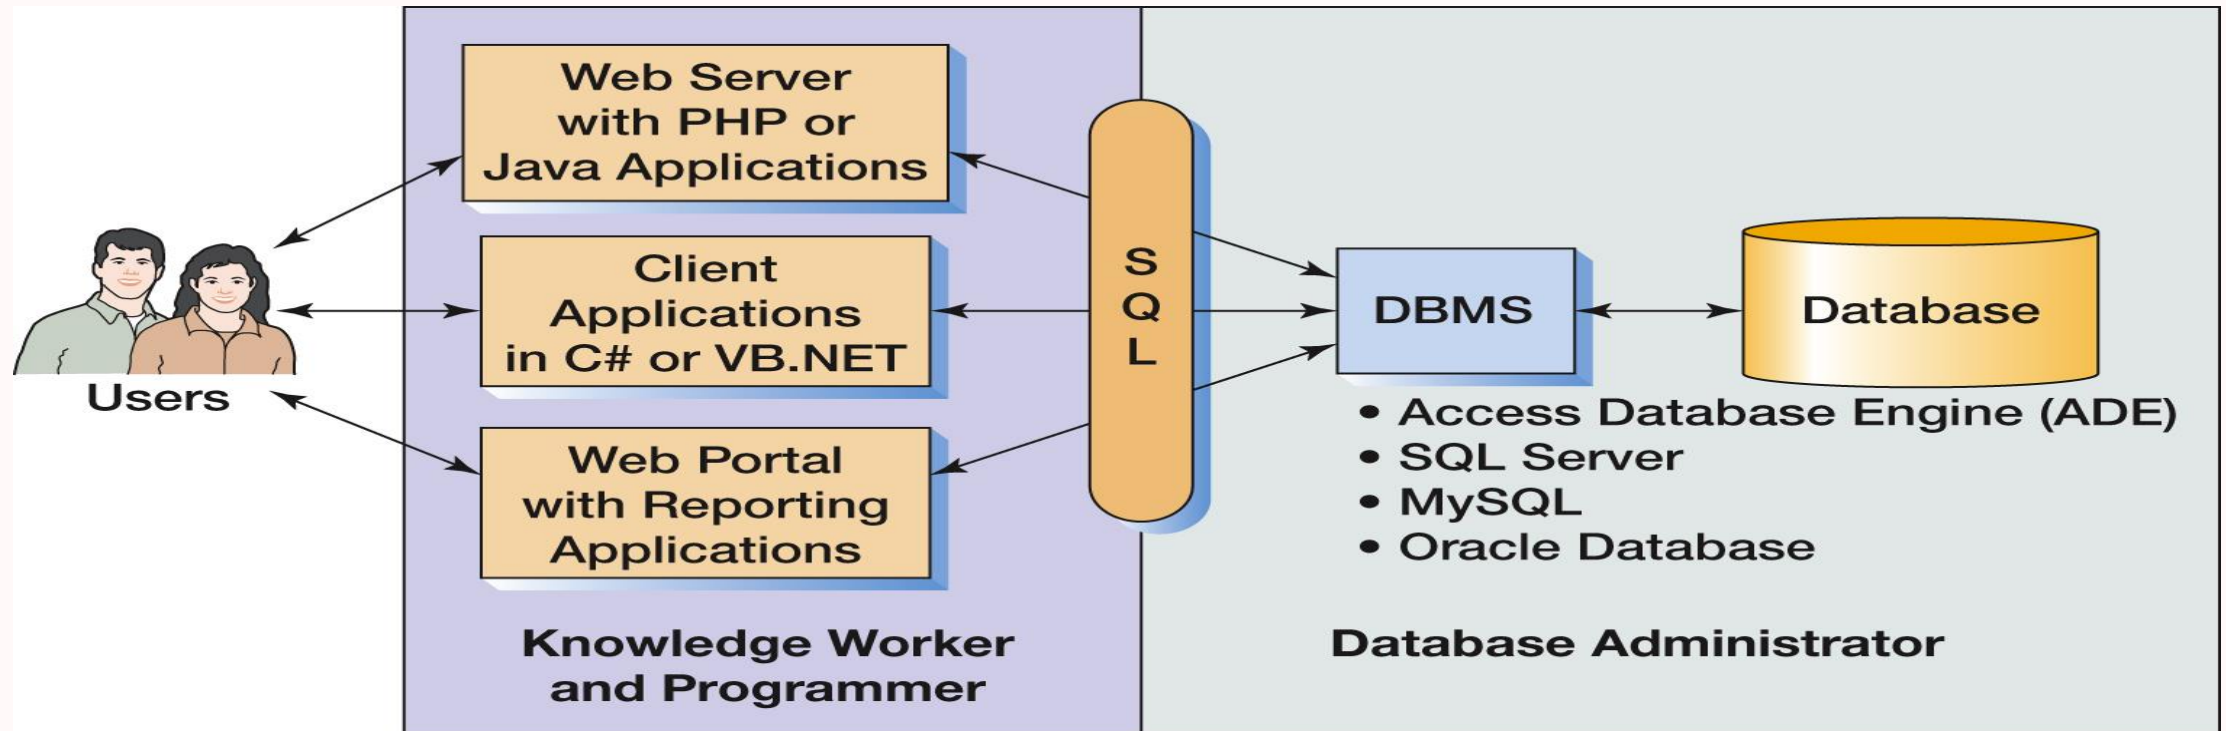 Users
Web Server
with PHP or
Java Applications
Client
Applications
in C# or VB.NET
Web Portal
with Reporting
Applications
Knowledge Worker
and Programmer
S
Q
L
DBMS
Database
• Access Database Engine (ADE)
• SQL Server
• MySQL
• Oracle Database
Database Administrator